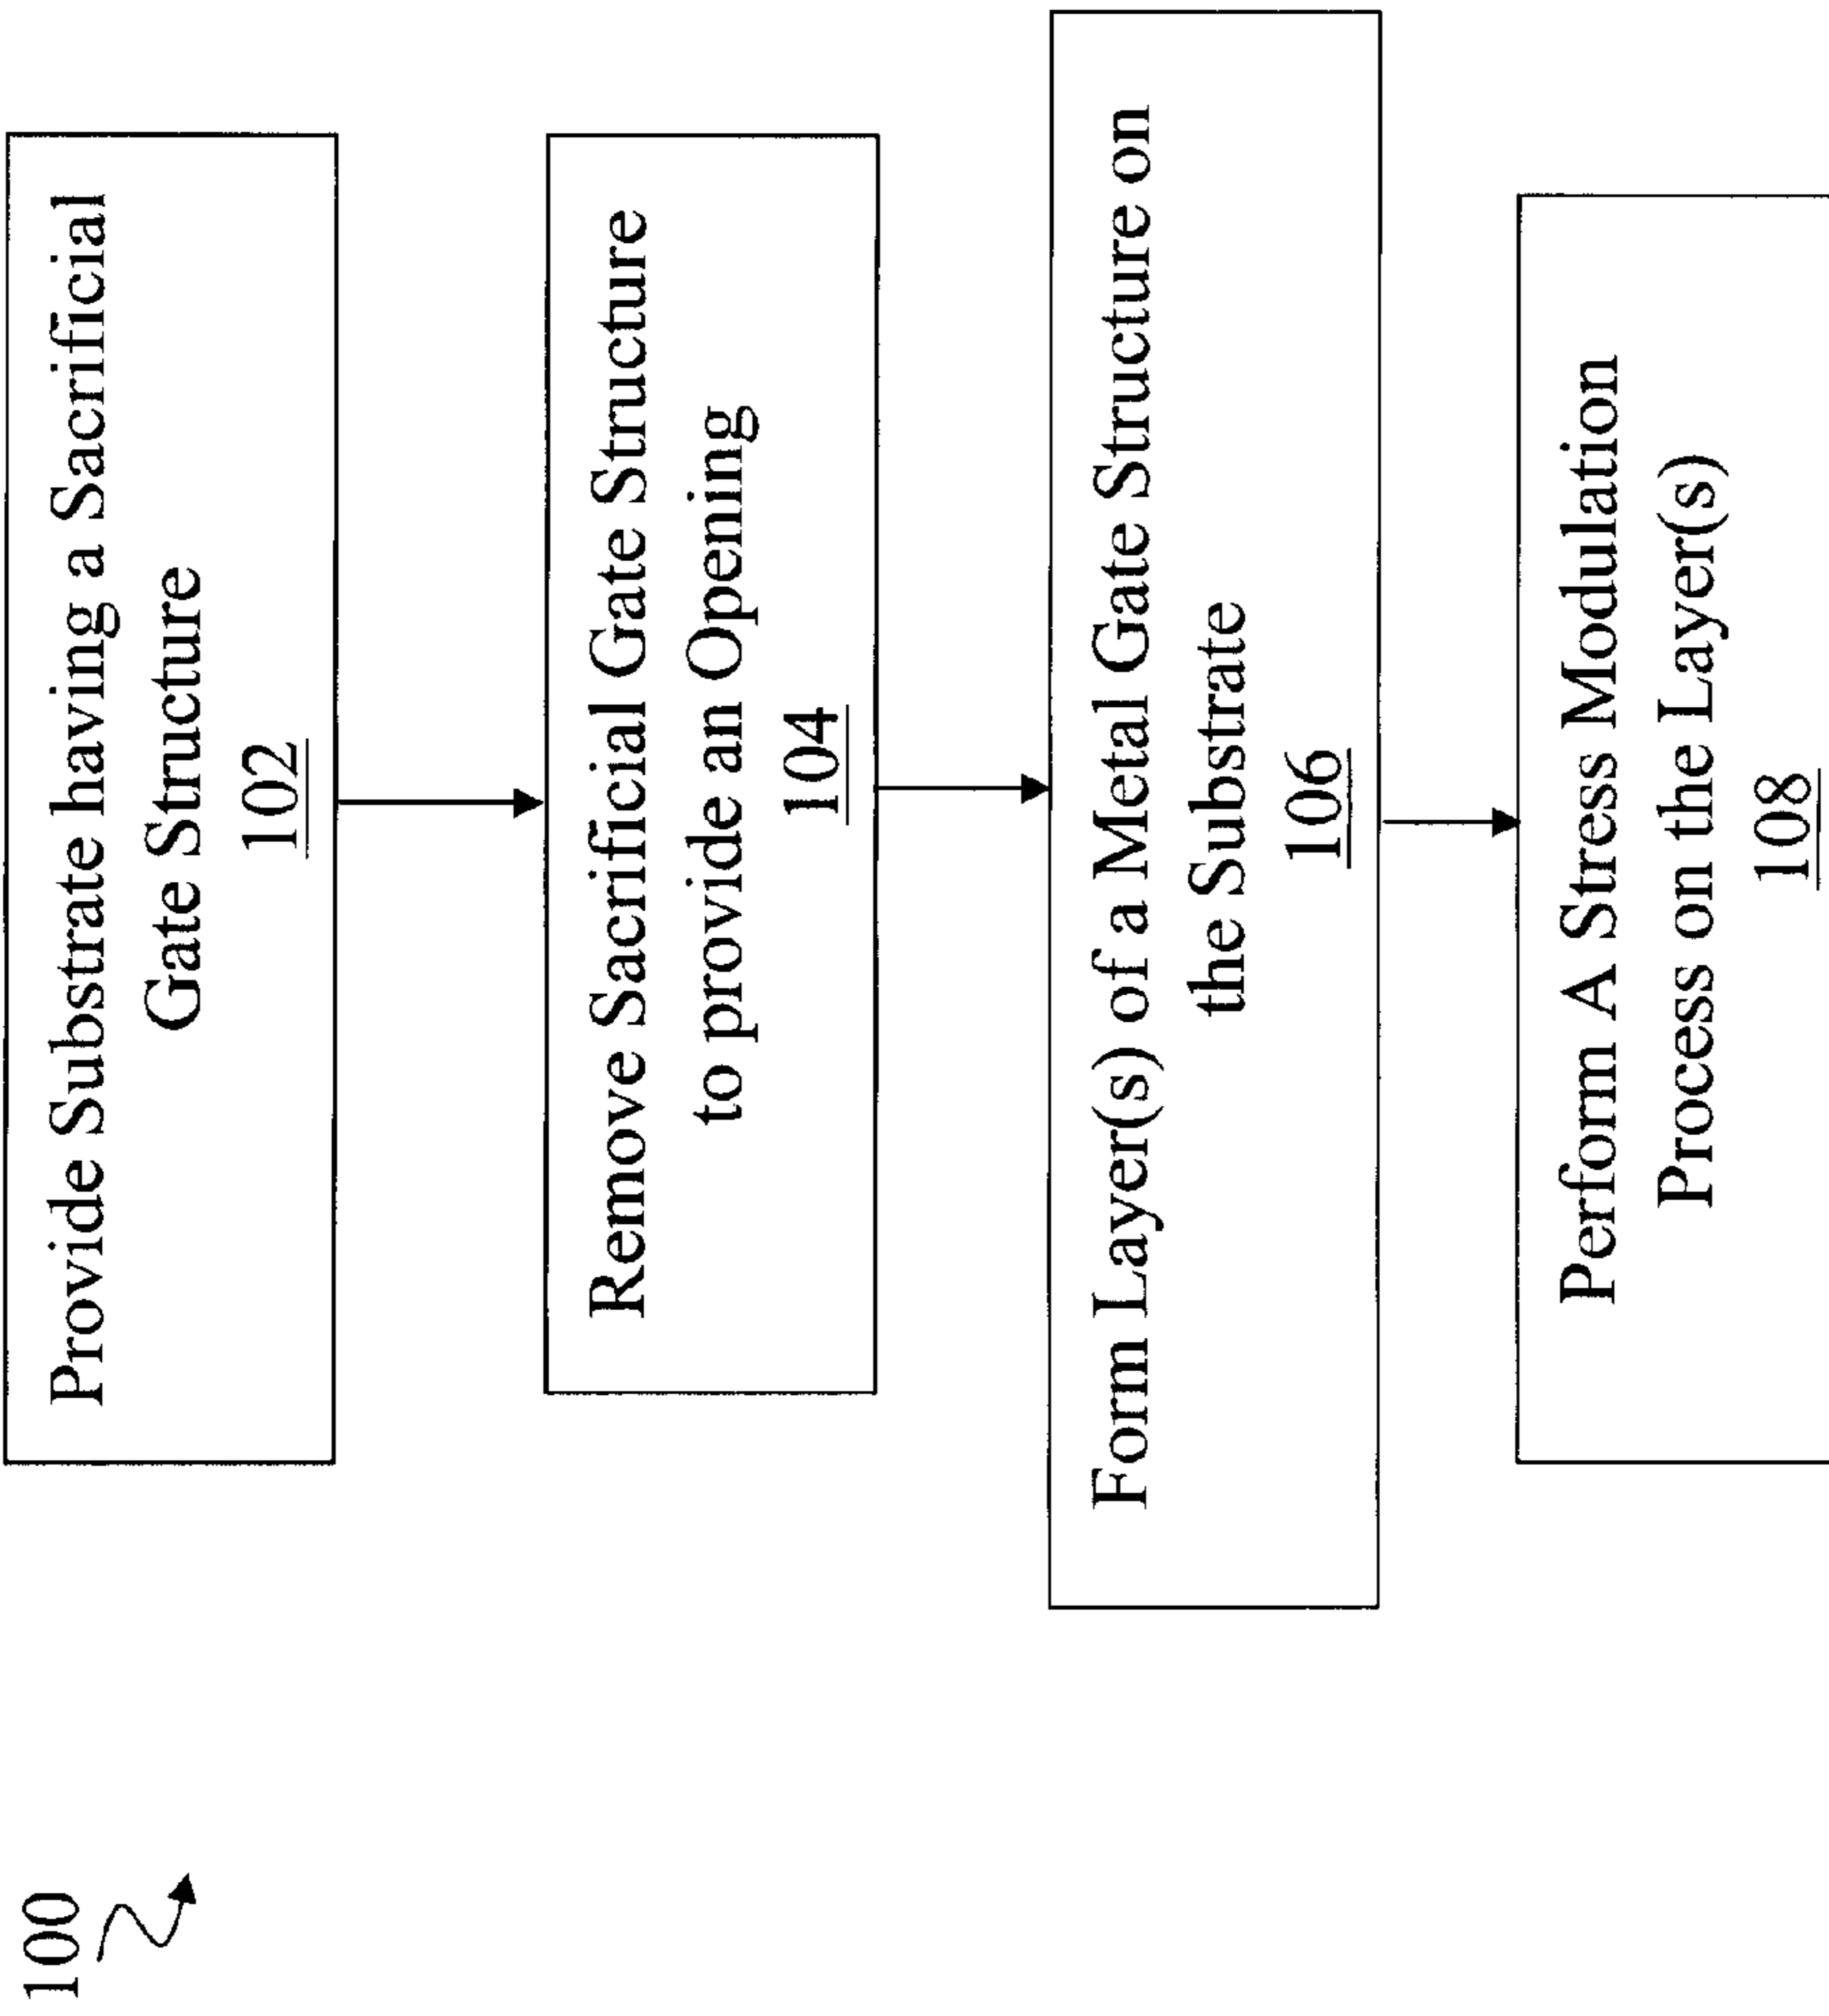 100
Provide Substrate having a Sacrificial
Gate Structure
102
Remove Sacrificial Gate Structure
to provide an Opening
104
Form Layer(s) of a Metal Gate Structure on
the Substrate
106
Perform A Stress Modulation
Process on the Layer(s)
108